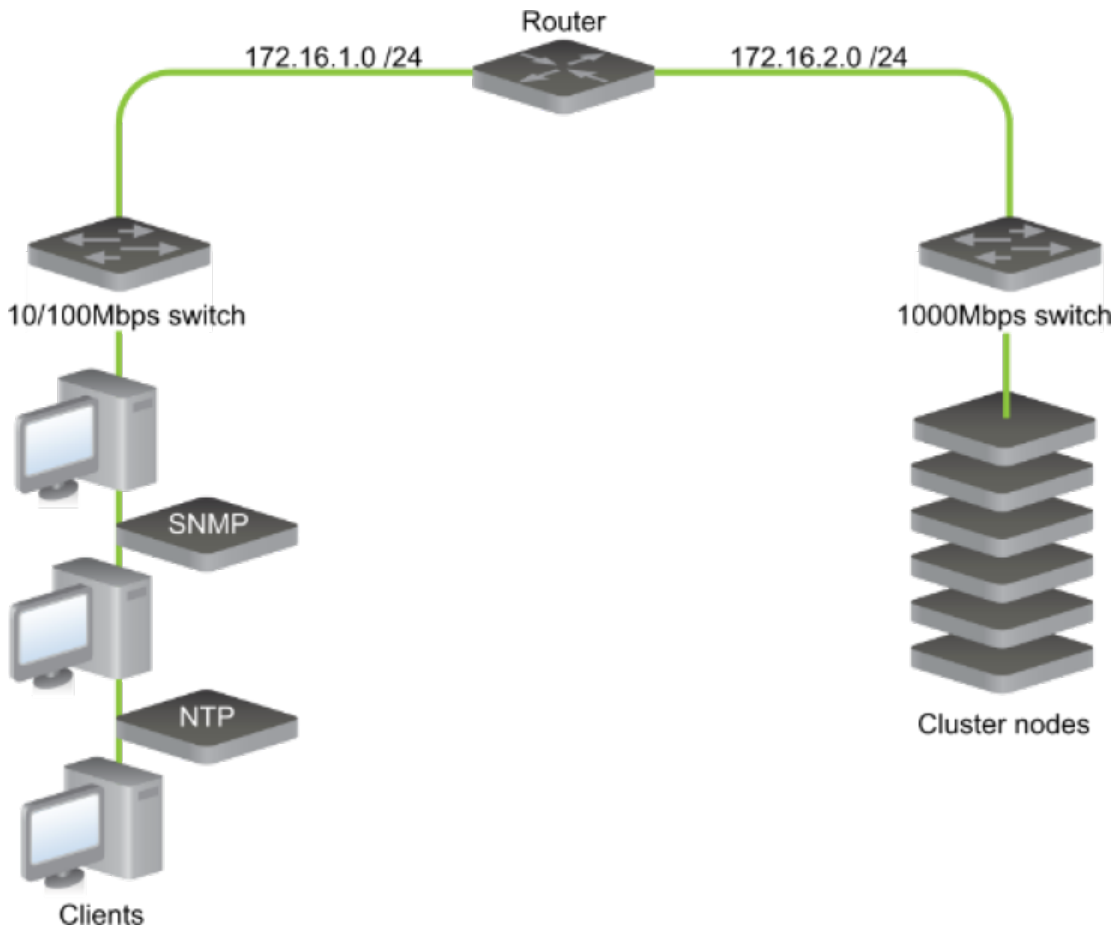 Router
172.16.1.0 /24
172.16.2.0 /24
10/100Mbps switch
1000Mbps switch
SNMP
NTP
Cluster nodes
Clients